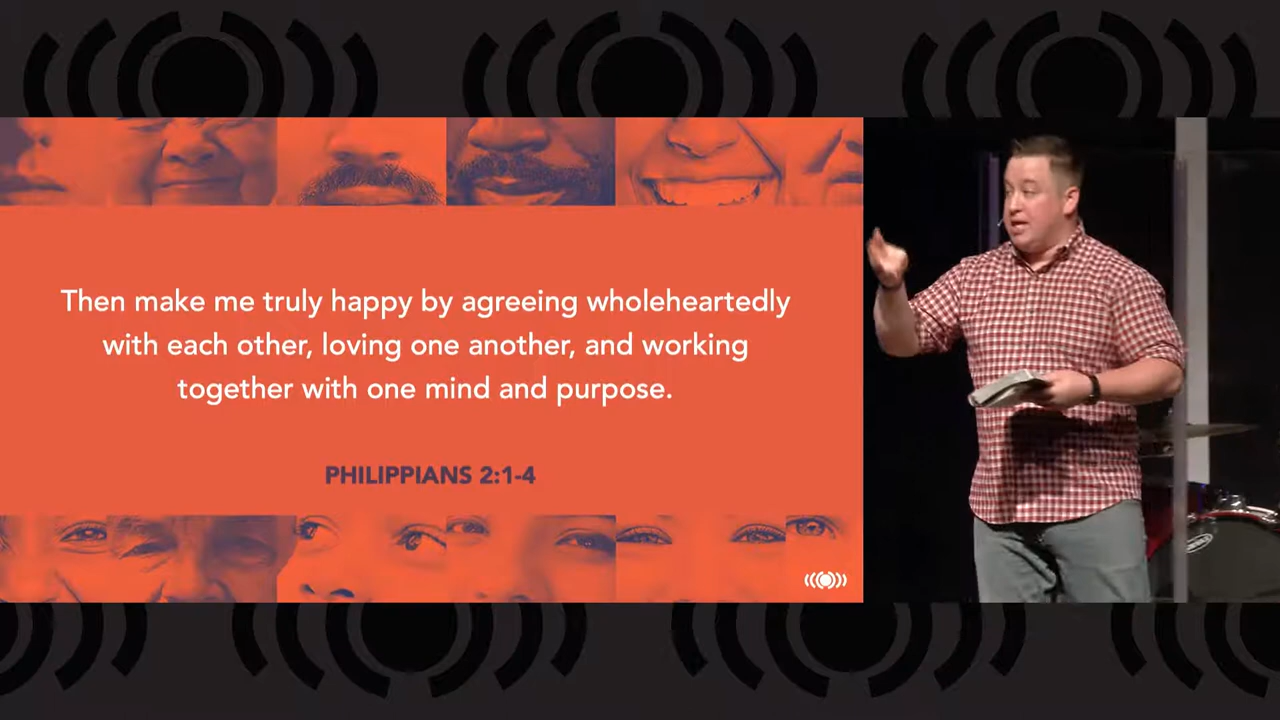 Then make me truly happy by agreeing wholeheartedly
with each other, loving one another, and working
together with one mind and purpose.
PHILIPPIANS 2:1-4